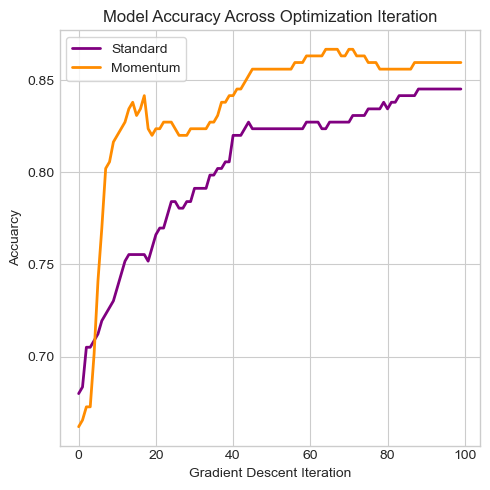 Model Accuracy Across Optimization Iteration
Standard
Momentum
0.85
0.80
0.75
0.70
Accuarcy
0 20 40 60 80 100
Gradient Descent Iteration